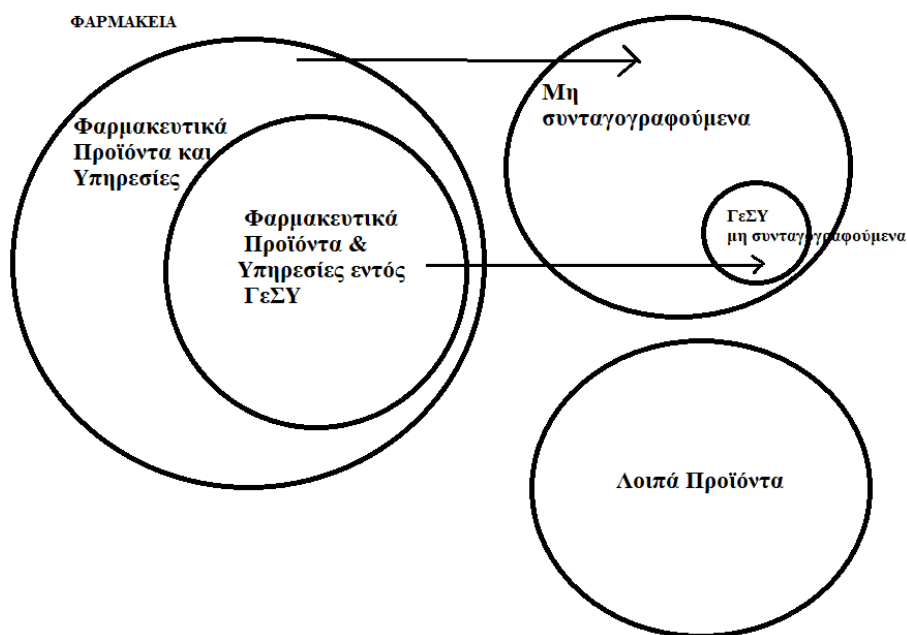 ΦΑΡΜΑΚΕΙΑ
Φαρμακευτικά
Προϊόντα και
Υπηρεσίες
Φαρμακευτικά
Προϊόντα &
Υπηρεσίες εντός
ΓεΣΥ
Μη
συνταγογραφούμενα
ΓεΣΥ
μη συνταγογραφούμενα
Λοιπά Προϊόντα